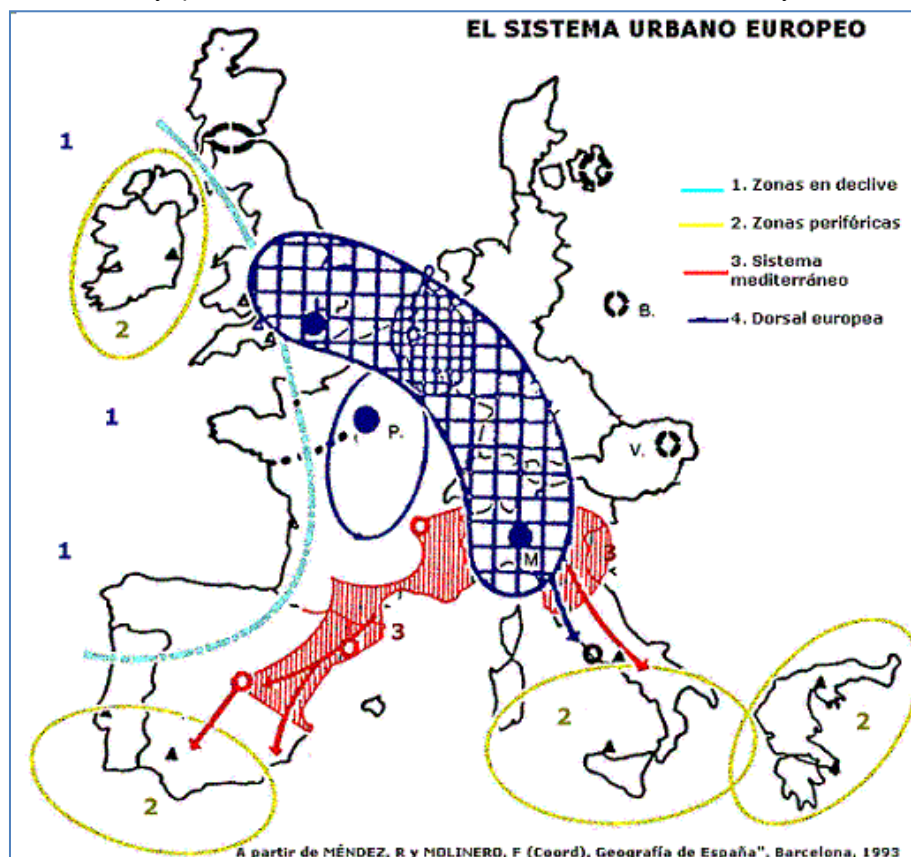 EL SISTEMA URBANO EUROPEO
1
1. Zonas en declive
2. Zonas periféricas
3. Sistema
mediterráneo
4. Dorsal europea
2
L
B.
1
P.
V.
1
M
3
3
2
2
2
A partir de MÉNDEZ, R y MOLINERO, F (Coord). Geografía de España", Barcelona, 1993